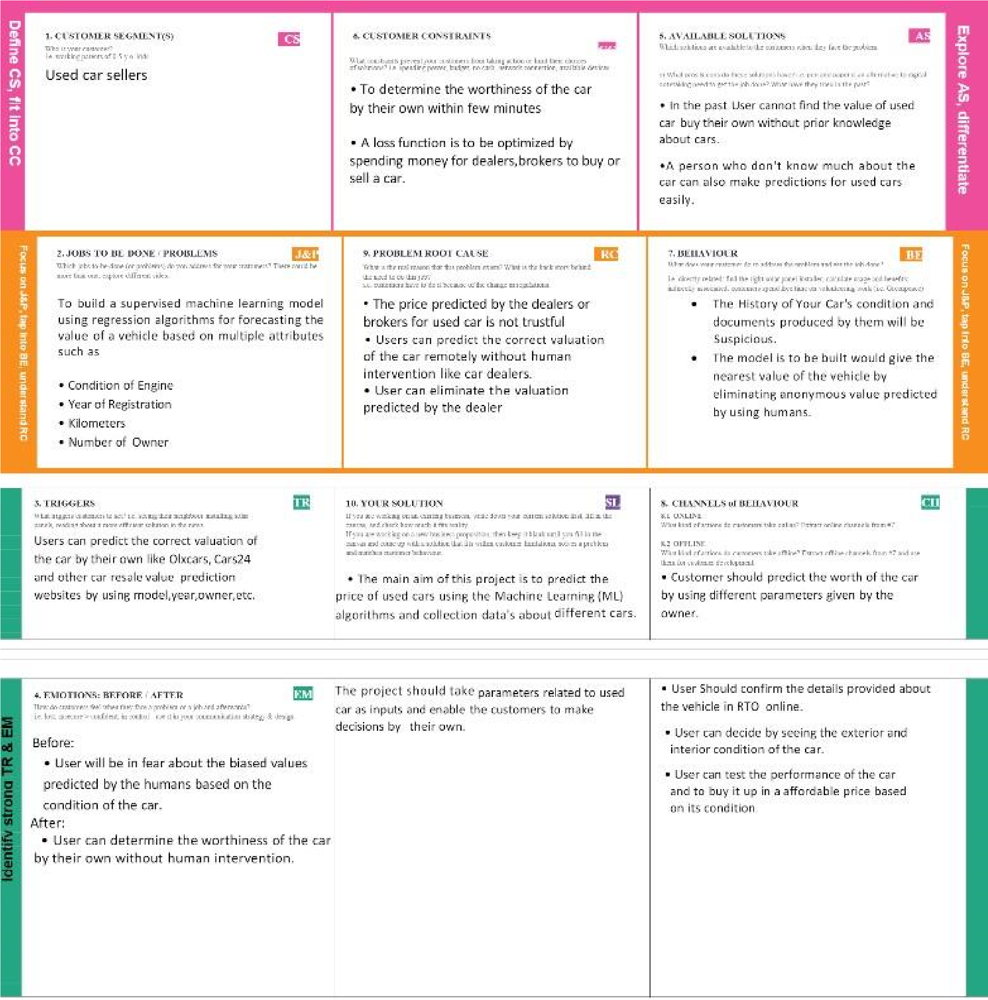 Define CS, fit into CC
1. CUSTOMER SEGMENT(S)
CS
Who is your customer?
i.e. working parents of 0-5 y.o. kids
Used car sellers
6. CUSTOMER CONSTRAINTS
What constraints prevent your customers from taking action or limit their choices
of solutions? i.e. spending power, budget, no cash, network connection, available devices.
• To determine the worthiness of the car
by their own within few minutes
• A loss function is to be optimized by
spending money for dealers,brokers to buy or
sell a car.
5. AVAILABLE SOLUTIONS
AS
Which solutions are available to the customers when they face the problem
or What pros & cons do these solutions have? i.e. pen and paper is an alternative to digital
notetaking need to get the job done? What have they tried in the past?
• In the past User cannot find the value of used
car buy their own without prior knowledge
about cars.
•A person who don't know much about the
car can also make predictions for used cars
easily.
Explore AS, differentiate
Focus on J&P, tap into BE, understand RC
2. JOBS TO BE DONE / PROBLEMS
J&P
Which jobs-to-be-done (or problems) do you address for your customers? There could be
more than one; explore different sides.
To build a supervised machine learning model
using regression algorithms for forecasting the
value of a vehicle based on multiple attributes
such as
• Condition of Engine
• Year of Registration
• Kilometers
• Number of Owner
9. PROBLEM ROOT CAUSE
RC
What is the real reason that this problem exists? What is the back story behind
the need to do this job?
i.e. customers have to do it because of the change in regulations.
• The price predicted by the dealers or
brokers for used car is not trustful
• Users can predict the correct valuation
of the car remotely without human
intervention like car dealers.
• User can eliminate the valuation
predicted by the dealer
7. BEHAVIOUR
BE
What does your customer do to address the problem and get the job done?
i.e. directly related: find the right solar panel installer, calculate usage and benefits;
indirectly associated: customers spend free time on volunteering work (i.e. Greenpeace)
• The History of Your Car's condition and
documents produced by them will be
Suspicious.
• The model is to be built would give the
nearest value of the vehicle by
eliminating anonymous value predicted
by using humans.
Focus on J&P, tap into BE, understand RC
3. TRIGGERS
TR
What triggers customers to act? i.e. seeing their neighbour installing solar
panels, reading about a more efficient solution in the news.
Users can predict the correct valuation of
the car by their own like Olxcars, Cars24
and other car resale value prediction
websites by using model,year,owner,etc.
10. YOUR SOLUTION
SL
If you are working on an existing business, write down your current solution first, fill in the
canvas, and check how much it fits reality.
If you are working on a new business proposition, then keep it blank until you fill in the
canvas and come up with a solution that fits within customer limitations, solves a problem
and matches customer behaviour.
• The main aim of this project is to predict the
price of used cars using the Machine Learning (ML)
algorithms and collection data's about different cars.
8. CHANNELS of BEHAVIOUR
CH
8.1 ONLINE
What kind of actions do customers take online? Extract online channels from #7
8.2 OFFLINE
What kind of actions do customers take offline? Extract offline channels from #7 and use
them for customer development.
• Customer should predict the worth of the car
by using different parameters given by the
owner.
Identify strong TR & EM
4. EMOTIONS: BEFORE / AFTER
EM
How do customers feel when they face a problem or a job and afterwards?
i.e. lost, insecure > confident, in control - use it in your communication strategy & design.
Before:
• User will be in fear about the biased values
predicted by the humans based on the
condition of the car.
After:
• User can determine the worthiness of the car
by their own without human intervention.
The project should take parameters related to used
car as inputs and enable the customers to make
decisions by their own.
• User Should confirm the details provided about
the vehicle in RTO online.
• User can decide by seeing the exterior and
interior condition of the car.
• User can test the performance of the car
and to buy it up in a affordable price based
on its condition